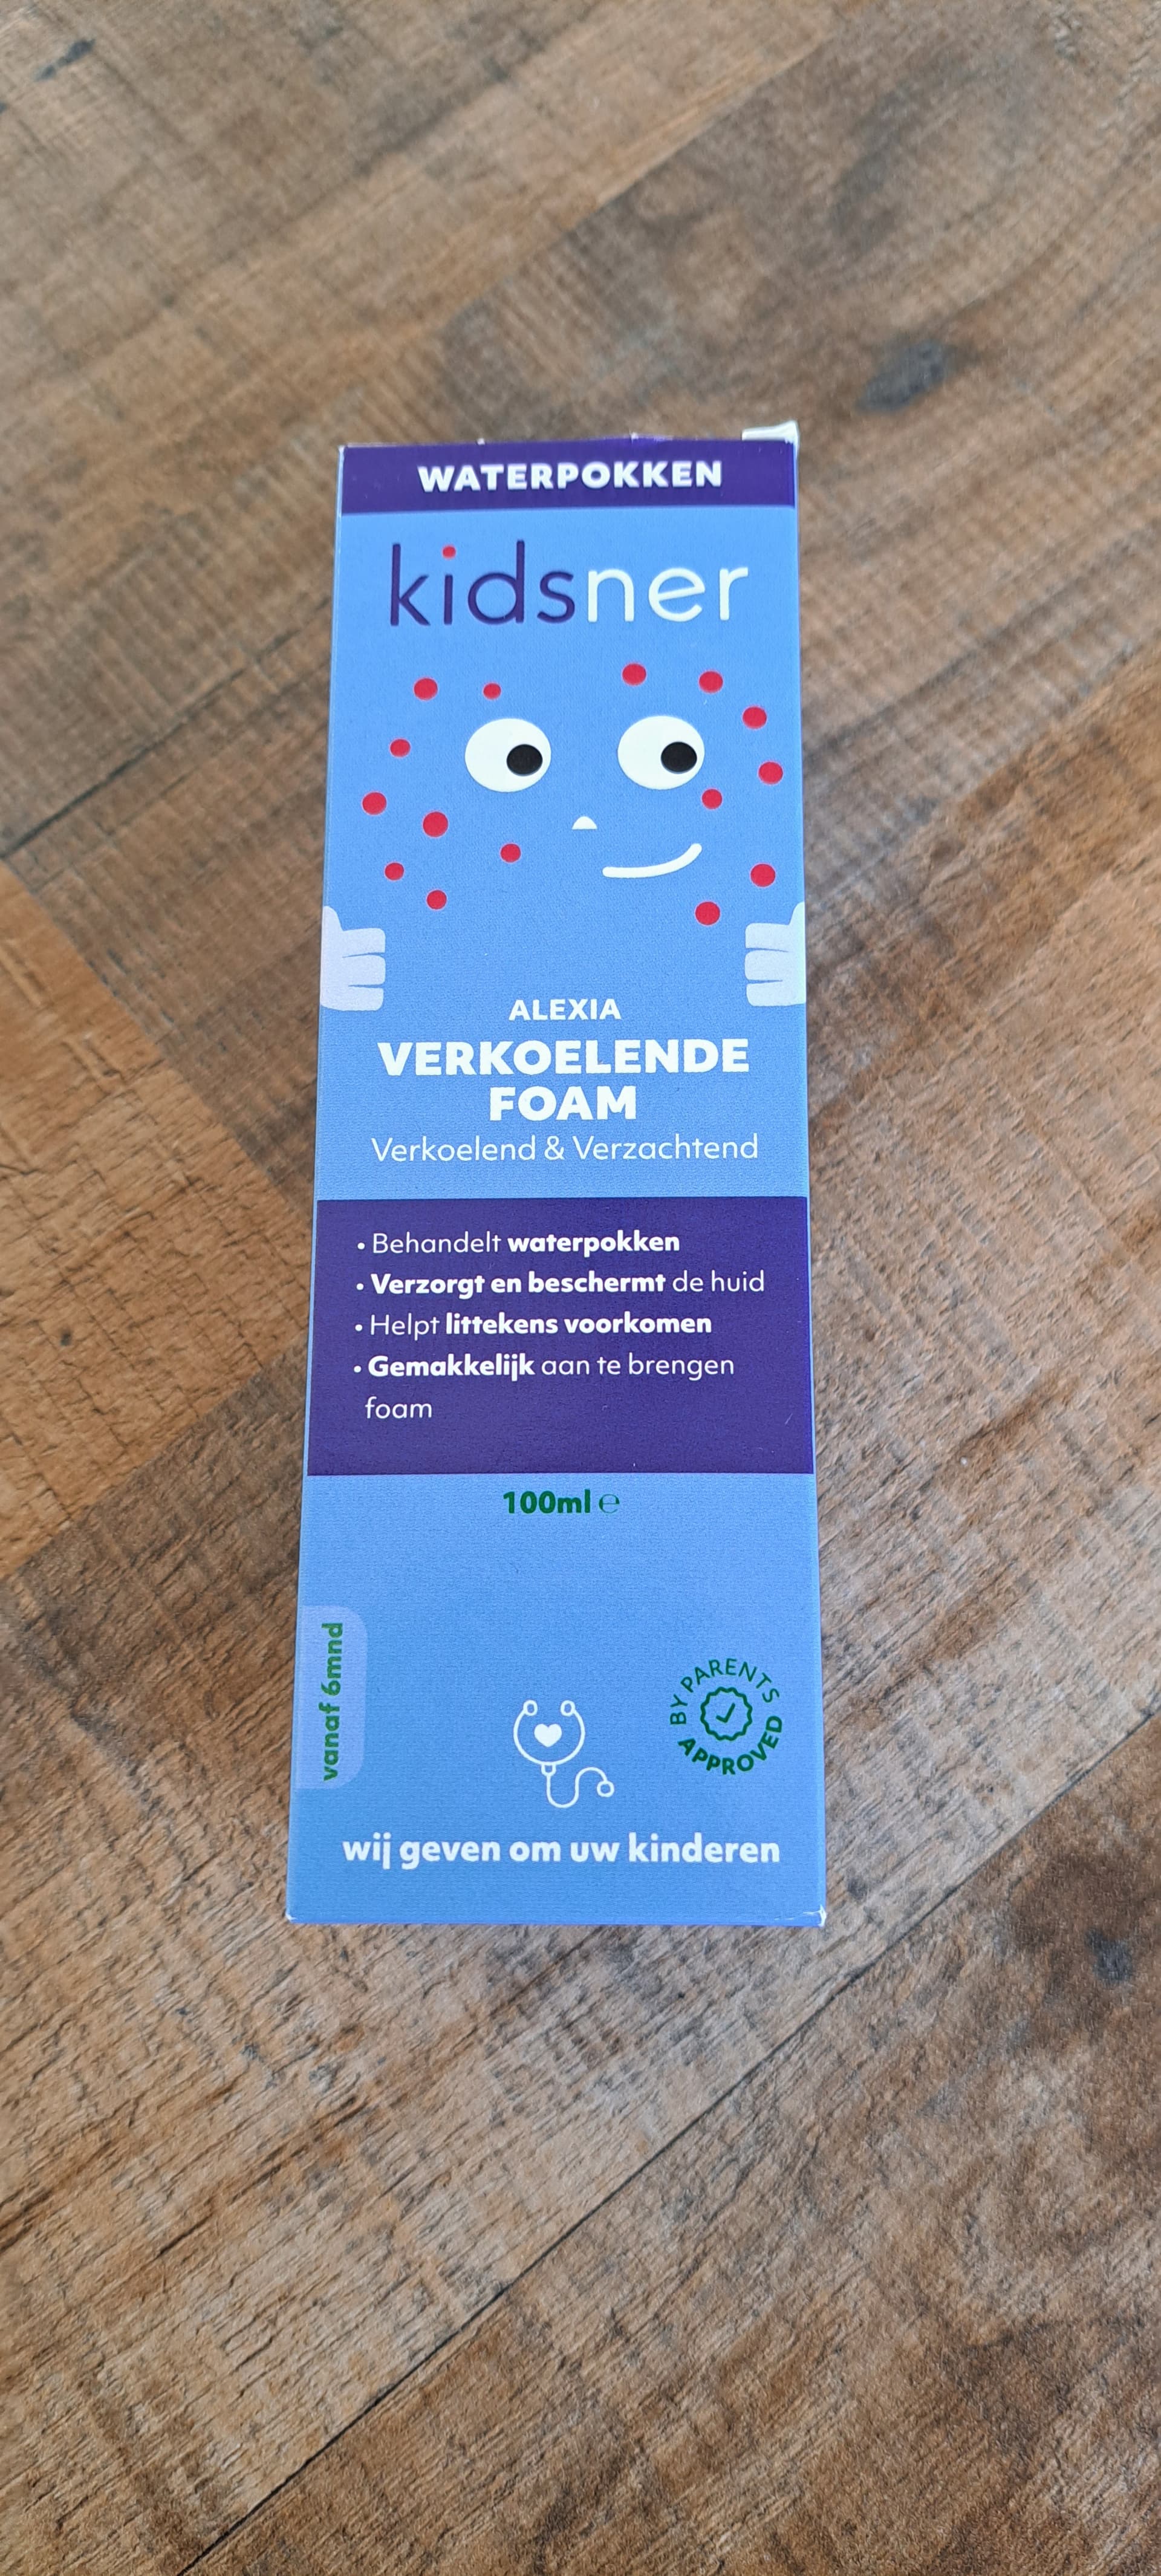 WATERPOKKEN
kidsner
ALEXIA
VERKOELENDE
FOAM
Verkoelend & Verzachtend
• Behandelt waterpokken
• Verzorgt en beschermt de huid
• Helpt littekens voorkomen
• Gemakkelijk aan te brengen
foam
100ml ℮
vanaf 6mnd
BY PARENTS
APPROVED
wij geven om uw kinderen